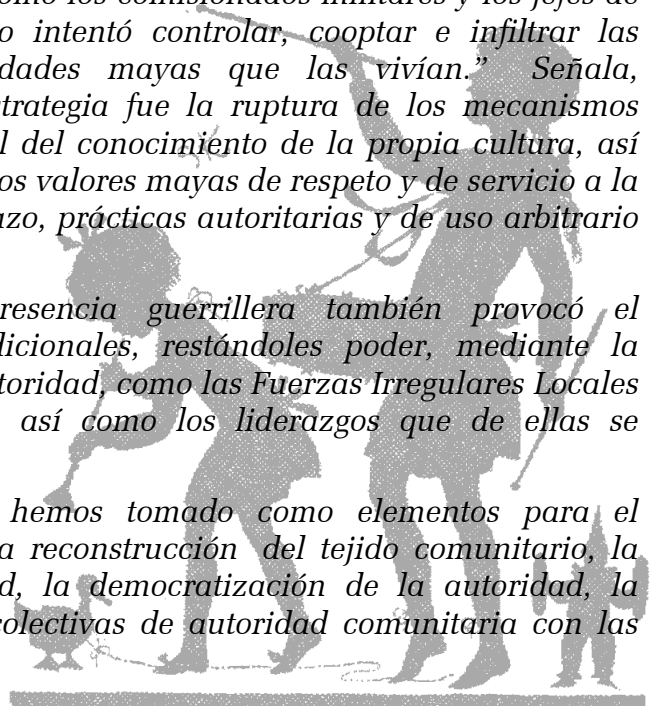 omo los comisionados militares y los jefes de
o intentó controlar, cooptar e infiltrar las
dades mayas que las vivían.” Señala,
trategia fue la ruptura de los mecanismos
l del conocimiento de la propia cultura, así
os valores mayas de respeto y de servicio a la
azo, prácticas autoritarias y de uso arbitrario
resencia guerrillera también provocó el
dicionales, restándoles poder, mediante la
toridad, como las Fuerzas Irregulares Locales
así como los liderazgos que de ellas se
hemos tomado como elementos para el
a reconstrucción del tejido comunitario, la
d, la democratización de la autoridad, la
colectivas de autoridad comunitaria con las